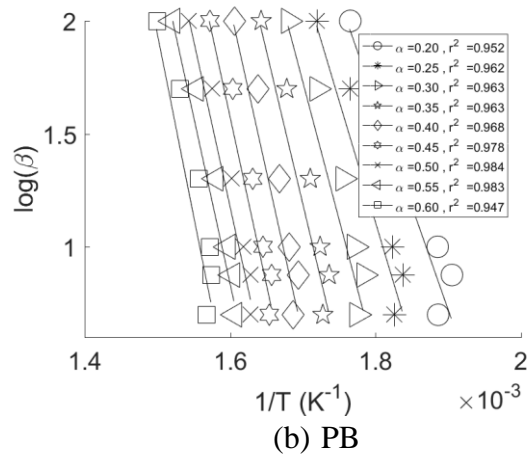 2
α =0.20 , r² =0.952
α =0.25 , r² =0.962
α =0.30 , r² =0.963
α =0.35 , r² =0.963
α =0.40 , r² =0.968
α =0.45 , r² =0.978
α =0.50 , r² =0.984
α =0.55 , r² =0.983
α =0.60 , r² =0.947
log(β)
1
1.4 1.6 1.8 2
1/T (K⁻¹) ×10⁻³
(b) PB